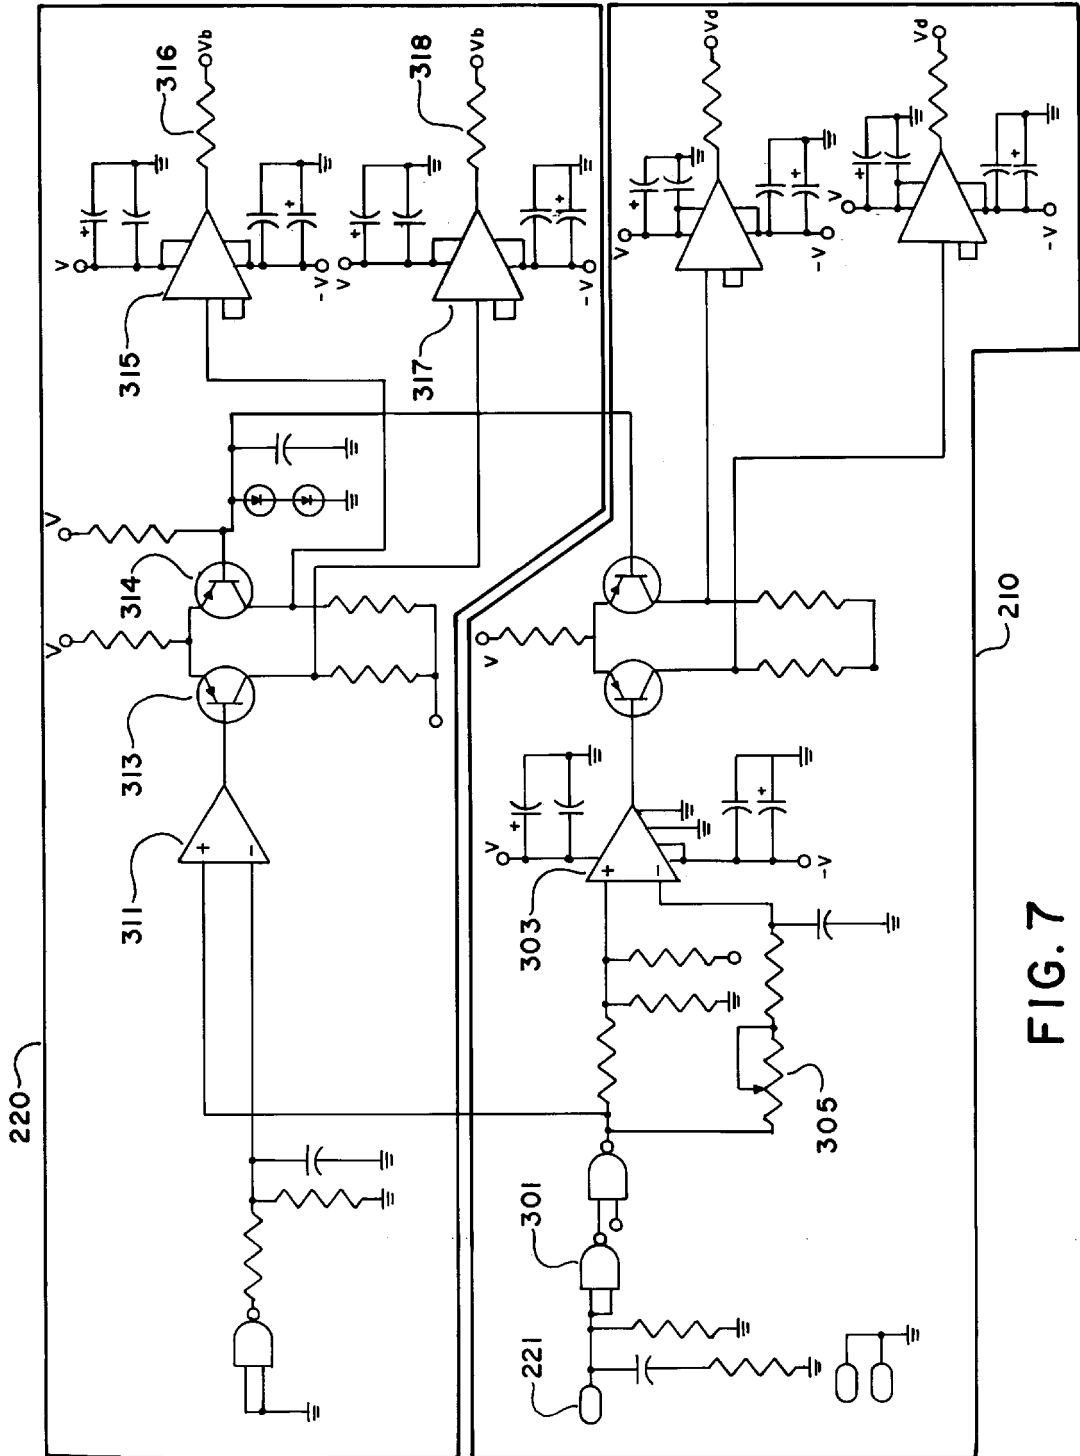 220
V
V
V
+
316
Vb
315
+
-V
314
V
+
318
Vb
313
317
+
-V
311
+
-
V
V
+
Vd
V
+
303
+
-
+
-V
V
+
Vd
+
-V
+
-V
301
221
305
210
FIG. 7